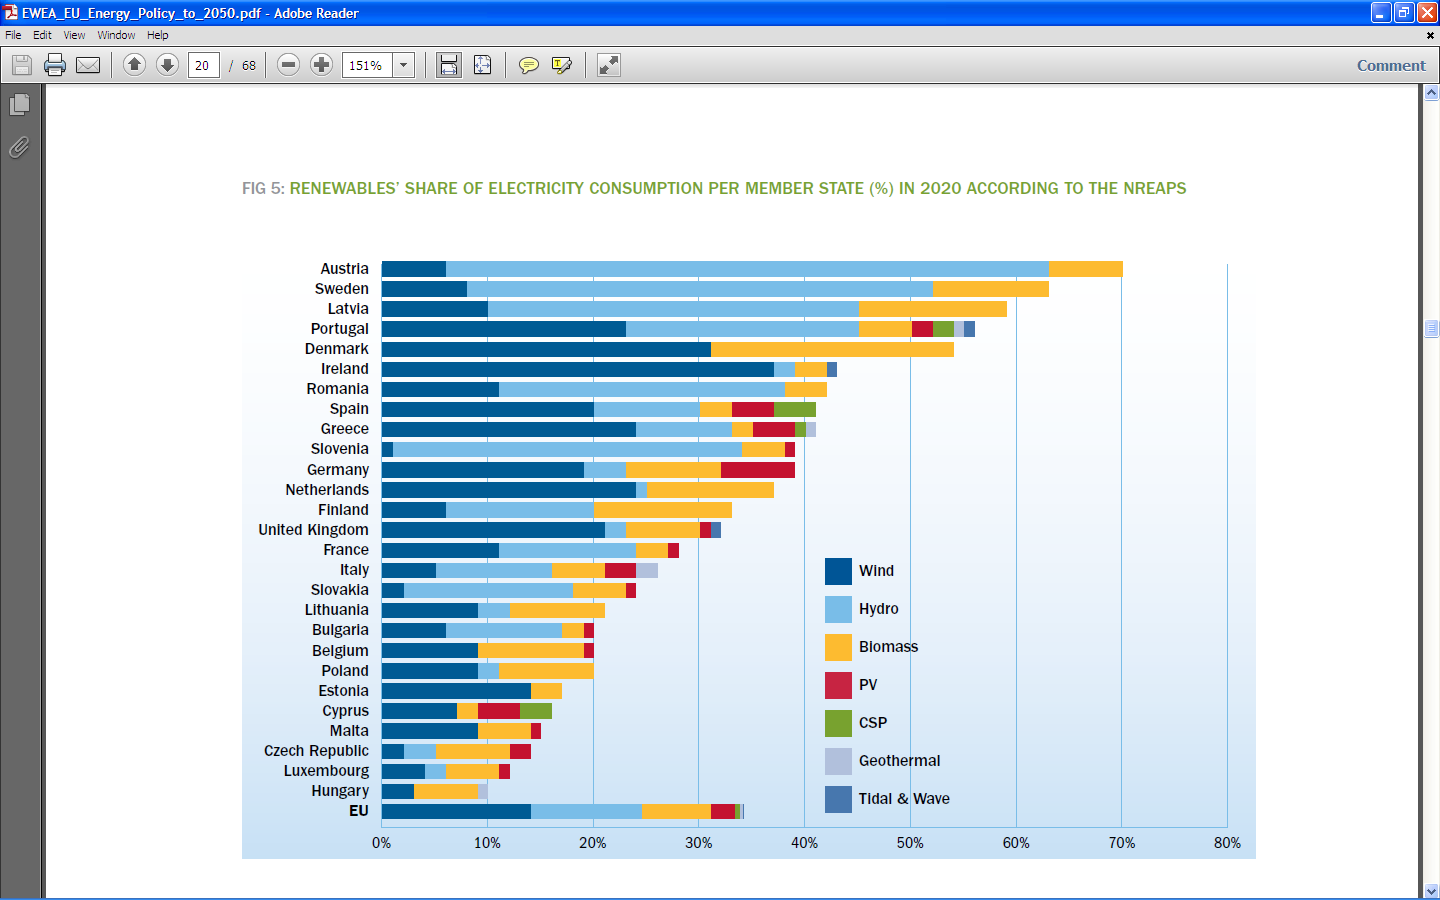 EWEA_EU_Energy_Policy_to_2050.pdf - Adobe Reader
File Edit View Window Help
20 / 68 151% Comment
FIG 5: RENEWABLES' SHARE OF ELECTRICITY CONSUMPTION PER MEMBER STATE (%) IN 2020 ACCORDING TO THE NREAPS
Austria
Sweden
Latvia
Portugal
Denmark
Ireland
Romania
Spain
Greece
Slovenia
Germany
Netherlands
Finland
United Kingdom
France
Italy
Slovakia
Lithuania
Bulgaria
Belgium
Poland
Estonia
Cyprus
Malta
Czech Republic
Luxembourg
Hungary
EU
Wind
Hydro
Biomass
PV
CSP
Geothermal
Tidal & Wave
0% 10% 20% 30% 40% 50% 60% 70% 80%